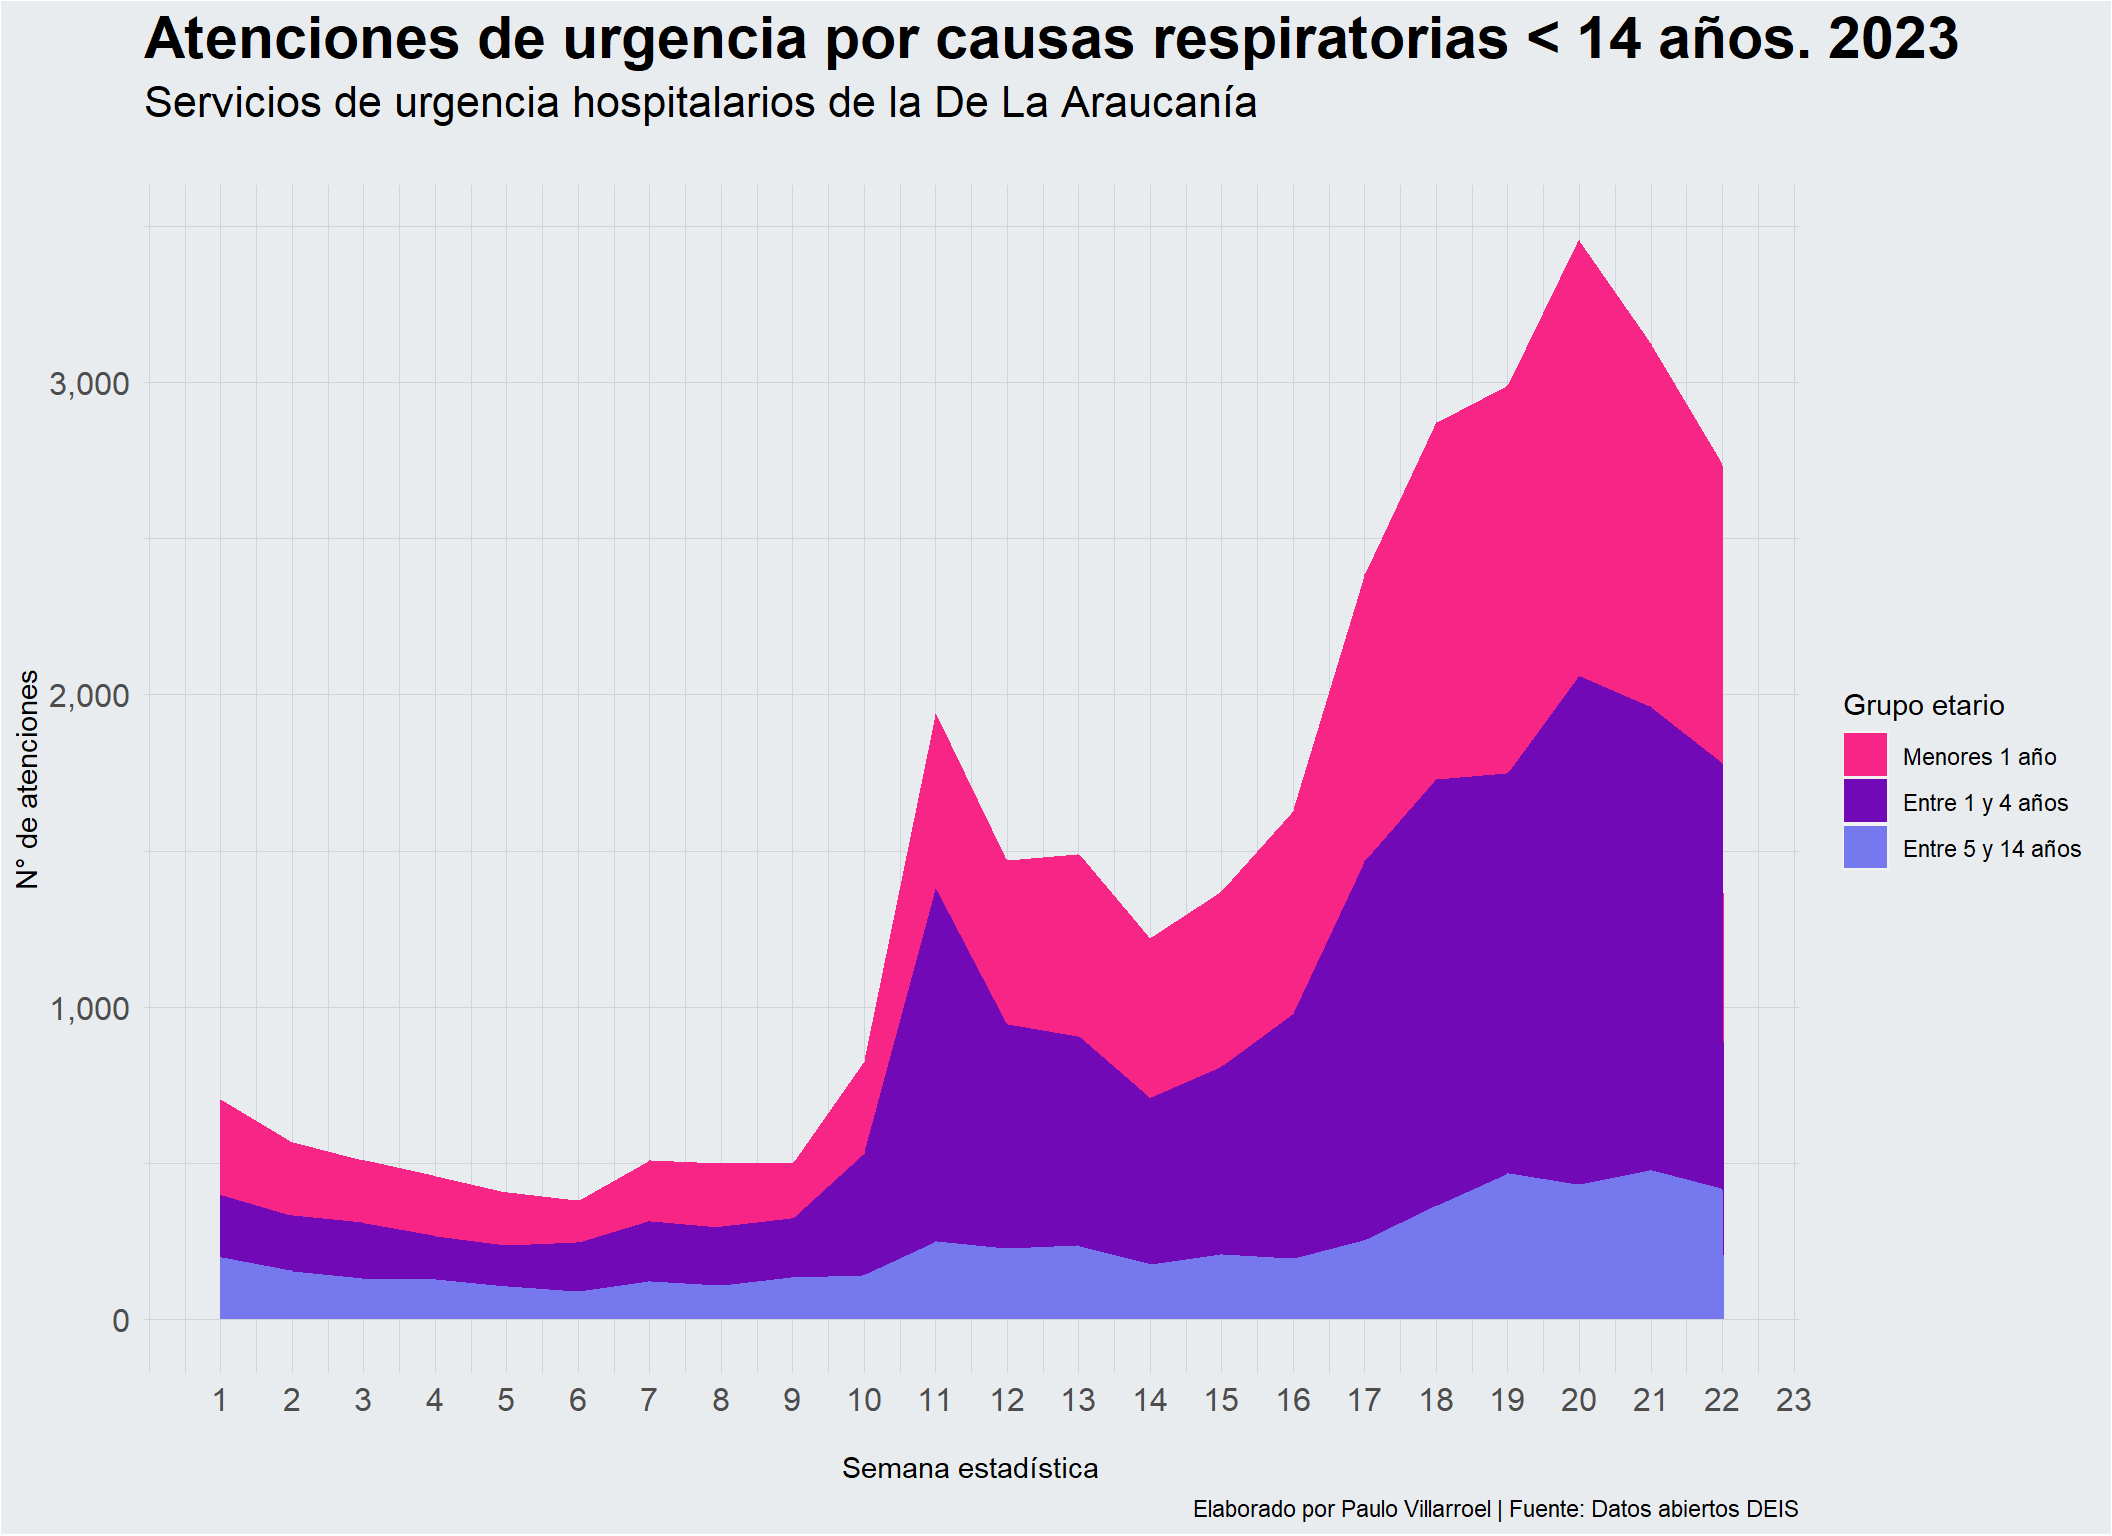 Atenciones de urgencia por causas respiratorias < 14 años. 2023
Servicios de urgencia hospitalarios de la De La Araucanía
3,000
2,000
1,000
0
N° de atenciones
1 2 3 4 5 6 7 8 9 10 11 12 13 14 15 16 17 18 19 20 21 22 23
Semana estadística
Grupo etario
Menores 1 año
Entre 1 y 4 años
Entre 5 y 14 años
Elaborado por Paulo Villarroel | Fuente: Datos abiertos DEIS